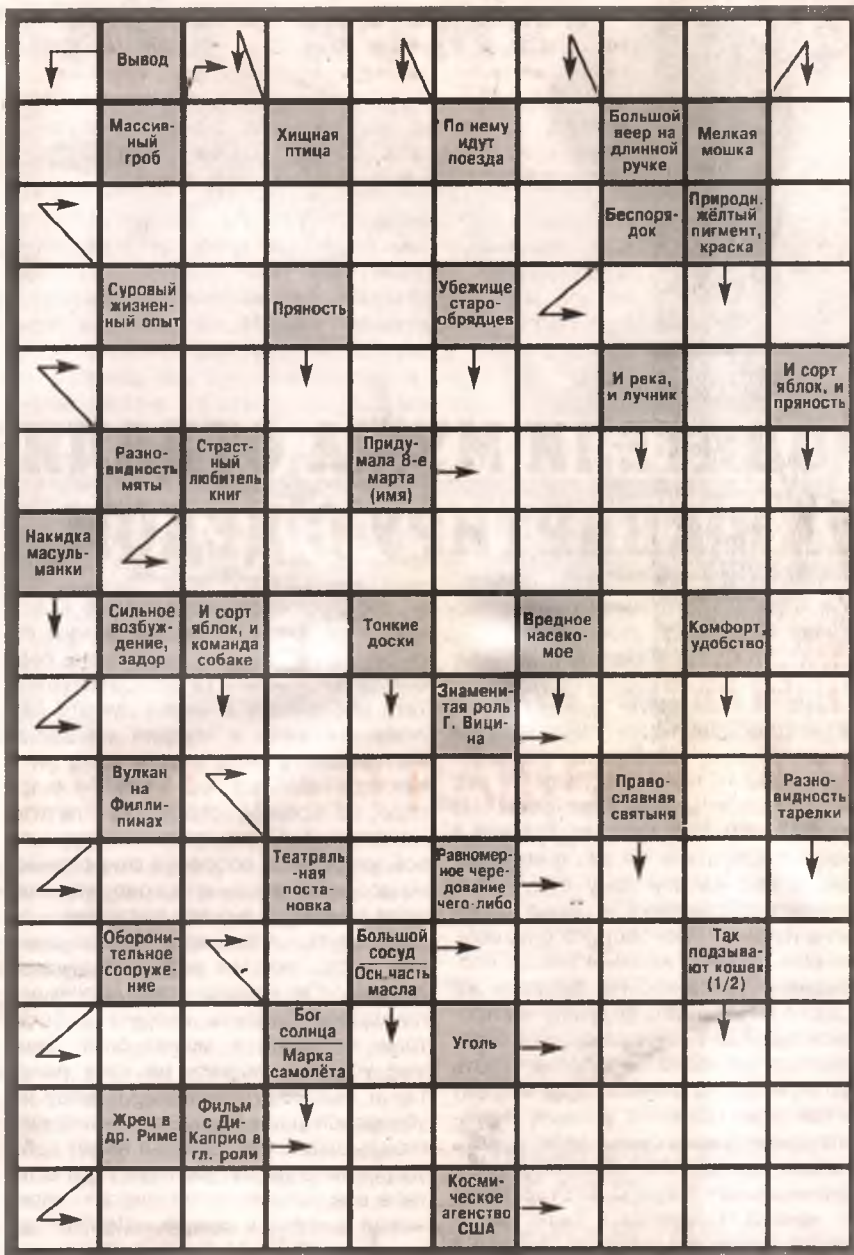 Вывод
Массив-
ный
гроб
Хищная
птица
По нему
идут
поезда
Большой
веер на
длинной
ручке
Мелкая
мошка
Беспоря-
док
Природн.
жёлтый
пигмент,
краска
Суровый
жизнен-
ный опыт
Пряность
Убежище
старо-
обрядцев
И река,
и лучник
И сорт
яблок, и
пряность
Разно-
видность
мяты
Страст-
ный
любитель
книг
Приду-
мала 8-е
марта
(имя)
Накидка
масуль-
манки
Сильное
возбуж-
дение,
задор
И сорт
яблок, и
команда
собаке
Тонкие
доски
Вредное
насеко-
мое
Комфорт,
удобство
Знамени-
тая роль
Г. Вици-
на
Вулкан
на
Филли-
пинах
Право-
славная
святыня
Разно-
видность
тарелки
Театраль
-ная
поста-
новка
Равномер-
ное чере-
дование
чего-либо
Оборони-
тельное
сооруже-
ние
Большой
сосуд
Осн. часть
масла
Так
подзыва-
ют кошек
(1/2)
Бог
солнца
Марка
самолёта
Уголь
Жрец в
др. Риме
Фильм
с Ди-
Каприо в
гл. роли
Косми-
ческое
агенство
США